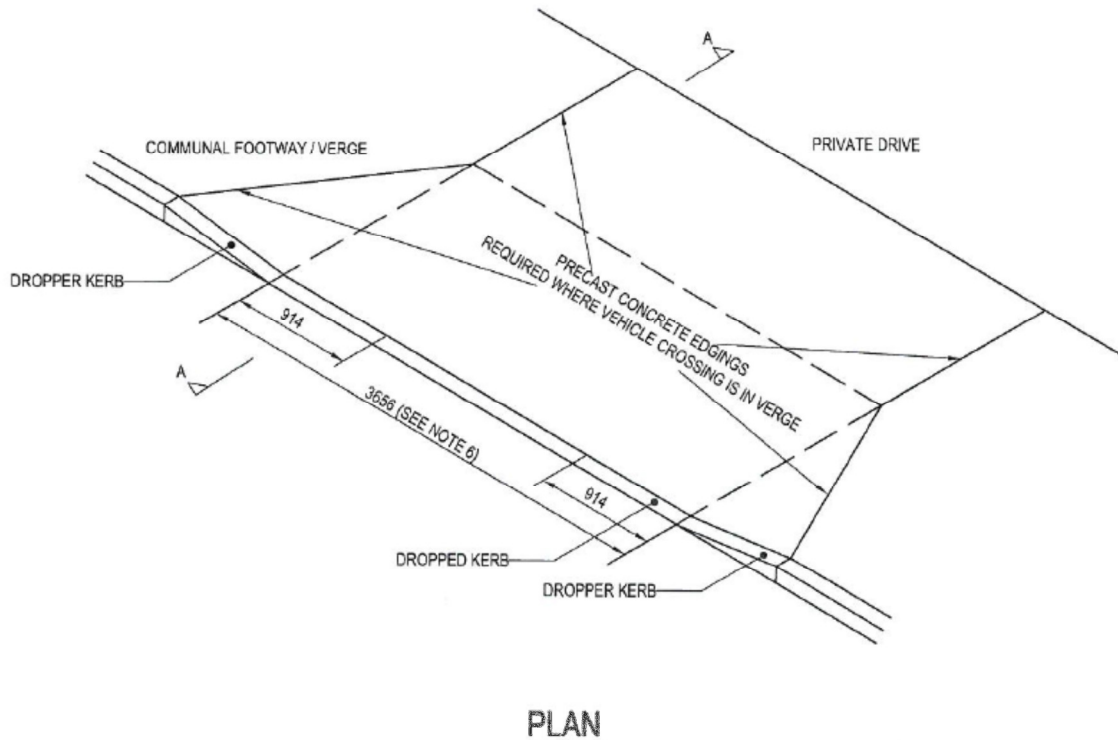 A
COMMUNAL FOOTWAY / VERGE
PRIVATE DRIVE
DROPPER KERB
PRECAST CONCRETE EDGINGS
REQUIRED WHERE VEHICLE CROSSING IS IN VERGE
914
A
3656 (SEE NOTE 6)
914
DROPPED KERB
DROPPER KERB
PLAN